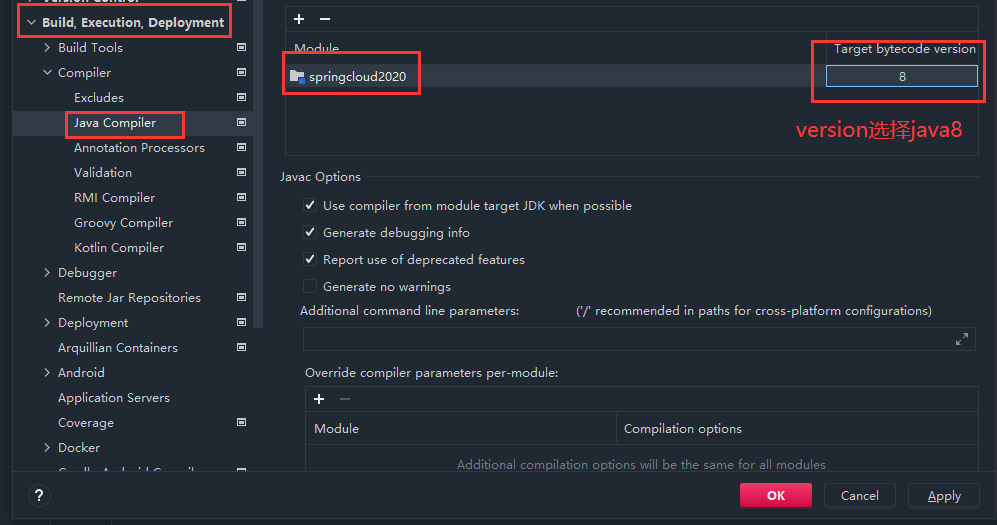 Build, Execution, Deployment
Build Tools
Compiler
Excludes
Java Compiler
Annotation Processors
Validation
RMI Compiler
Groovy Compiler
Kotlin Compiler
Debugger
Remote Jar Repositories
Deployment
Arquillian Containers
Android
Application Servers
Coverage
Docker
+ −
Module Target bytecode version
springcloud2020 8
version选择java8
Javac Options
Use compiler from module target JDK when possible
Generate debugging info
Report use of deprecated features
Generate no warnings
Additional command line parameters: ('/' recommended in paths for cross-platform configurations)
Override compiler parameters per-module:
+ −
Module Compilation options
Additional compilation options will be the same for all modules
? OK Cancel Apply